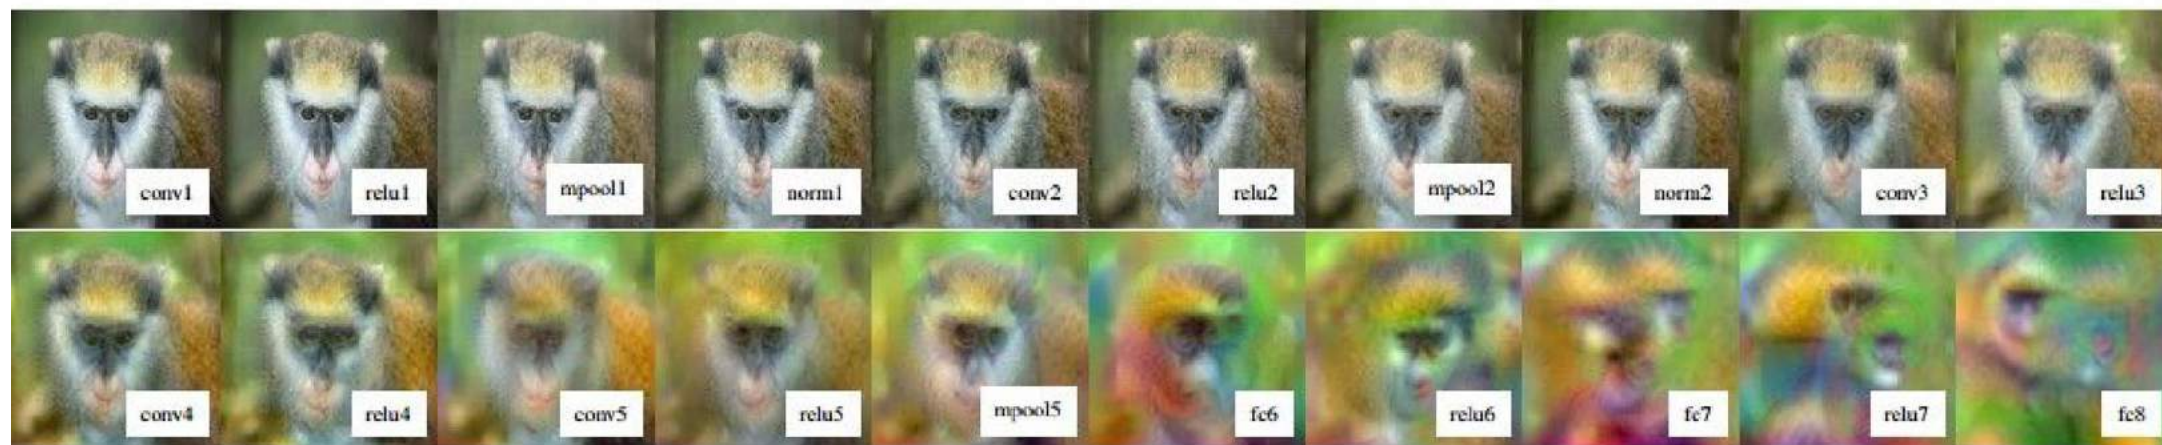 conv1
relu1
mpool1
norm1
conv2
relu2
mpool2
norm2
conv3
relu3
conv4
relu4
conv5
relu5
mpool5
fc6
relu6
fc7
relu7
fc8